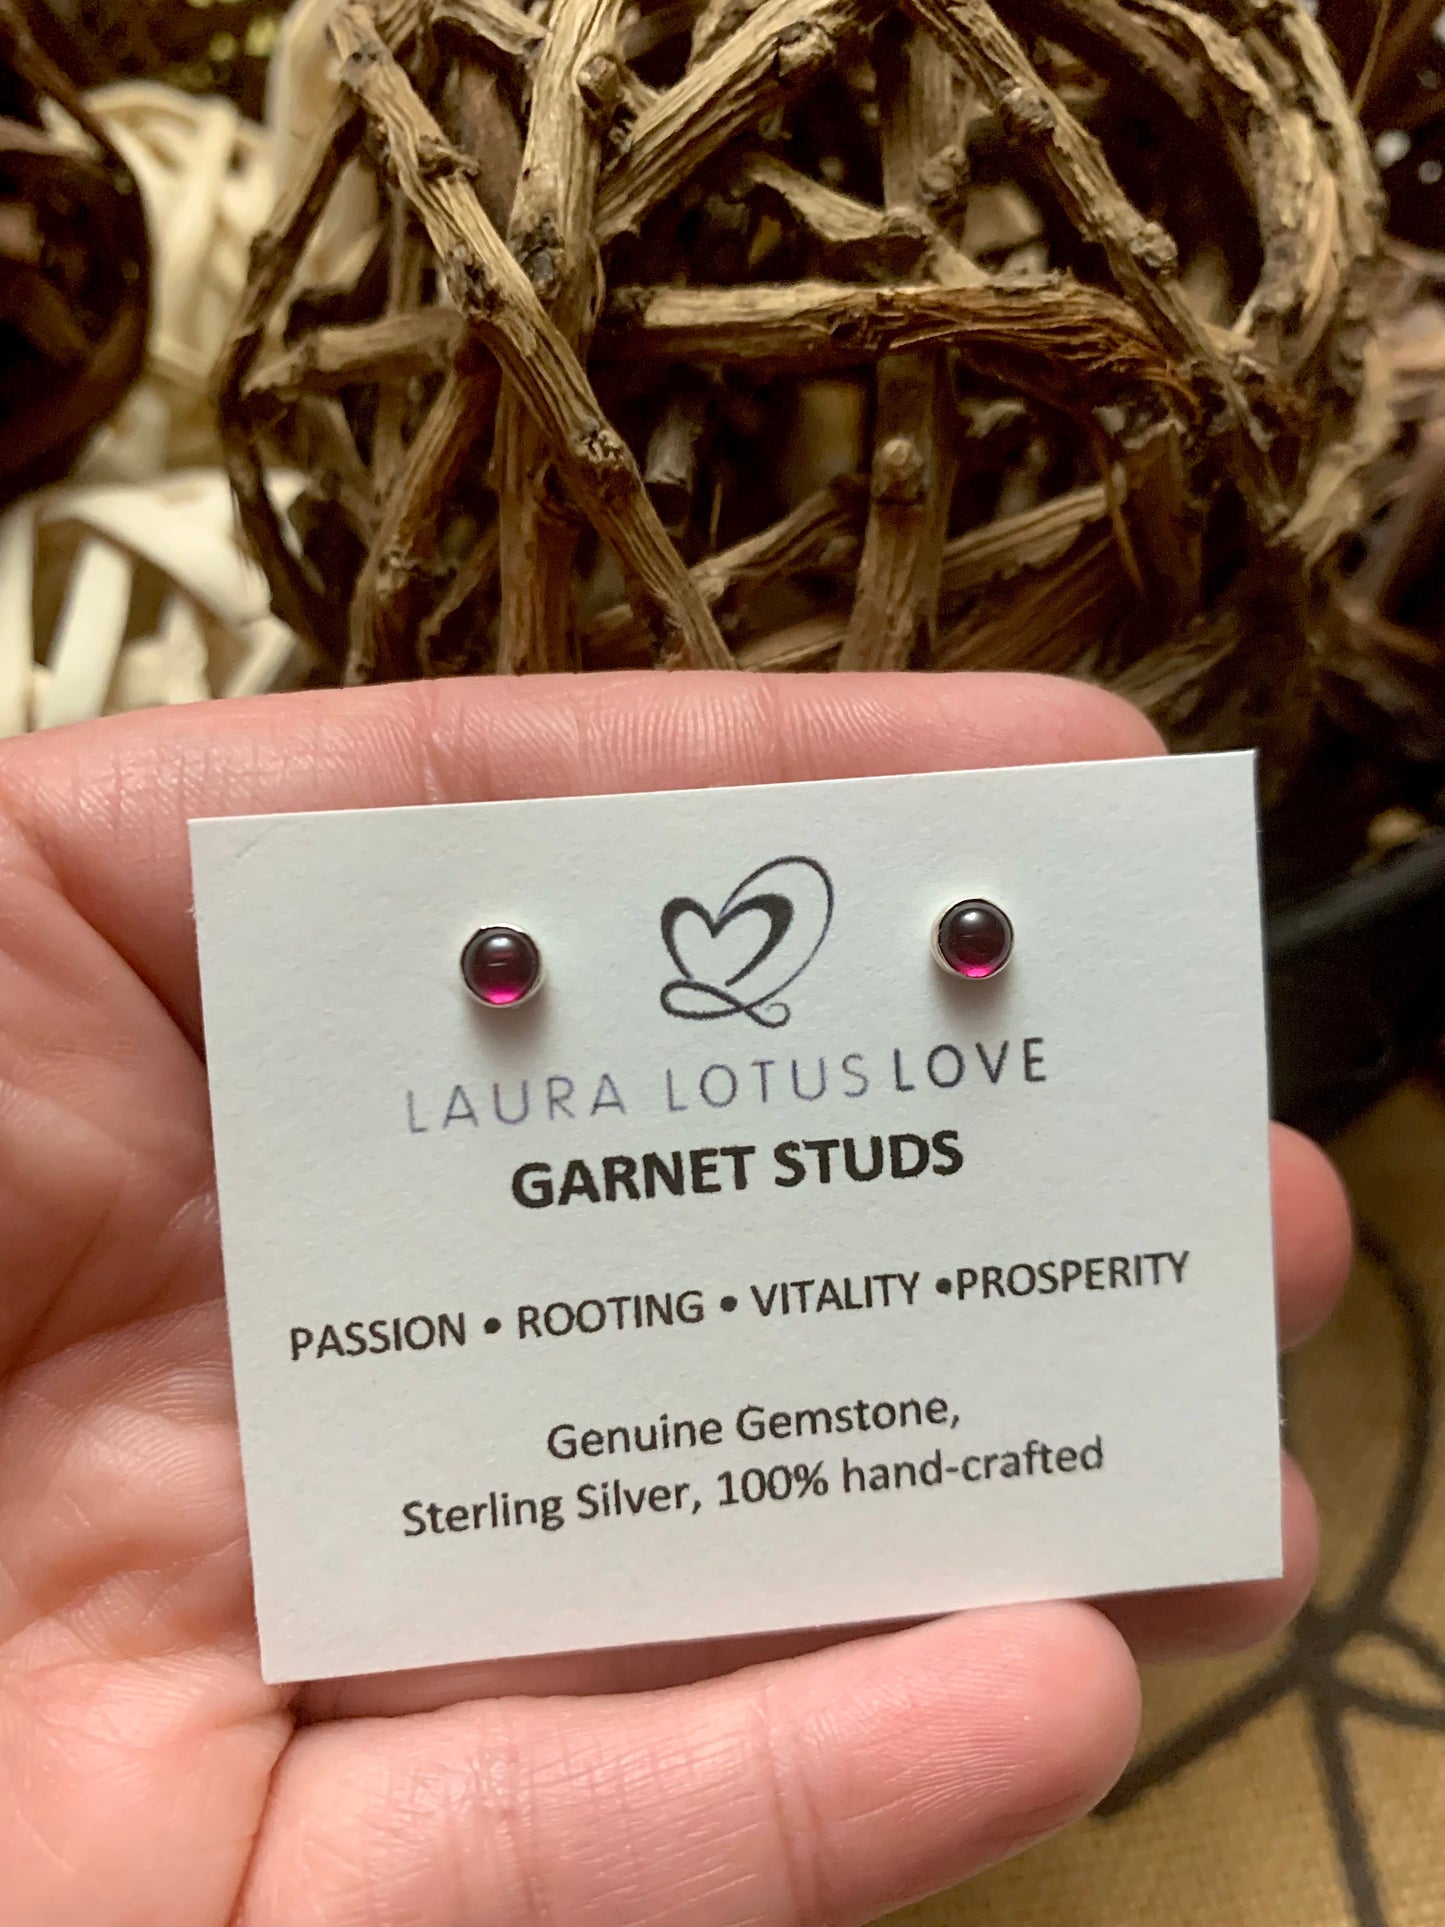 LAURA LOTUS LOVE
GARNET STUDS
PASSION • ROOTING • VITALITY •PROSPERITY
Genuine Gemstone,
Sterling Silver, 100% hand-crafted